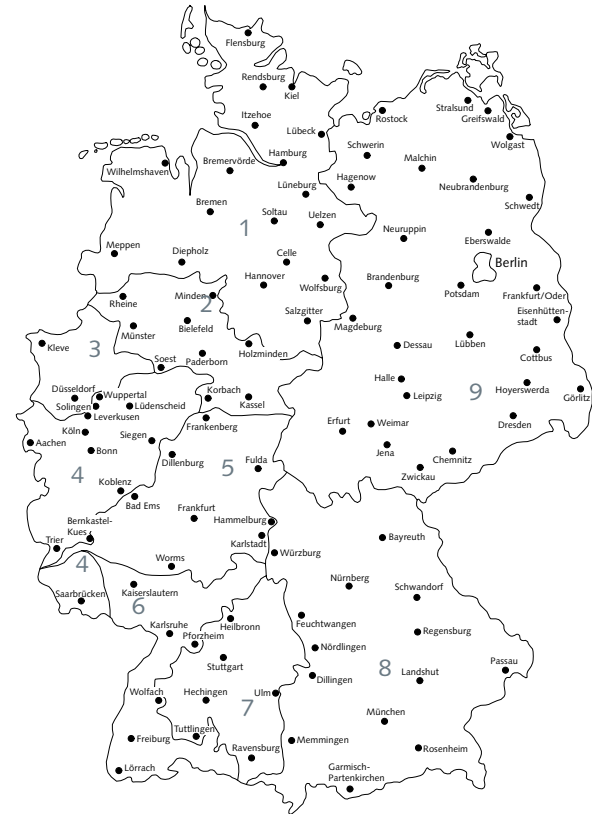 Flensburg
Rendsburg
Kiel
Itzehoe
Lübeck
Rostock
Stralsund
Greifswald
Wolgast
Wilhelmshaven
Bremervörde
Hamburg
Schwerin
Malchin
Lüneburg
Hagenow
Neubrandenburg
Schwedt
Bremen
Soltau
Uelzen
1
Neuruppin
Eberswalde
Meppen
Diepholz
Celle
Berlin
Hannover
Wolfsburg
Brandenburg
Potsdam
Frankfurt/Oder
Rheine
Minden
2
Salzgitter
Magdeburg
Eisenhütten-
stadt
Münster
Bielefeld
Kleve
3
Holzminden
Dessau
Lübben
Cottbus
Soest
Paderborn
Halle
Leipzig
9
Hoyerswerda
Görlitz
Düsseldorf
Wuppertal
Solingen
Lüdenscheid
Leverkusen
Korbach
Kassel
Frankenberg
Dresden
Köln
Aachen
Siegen
Bonn
Erfurt
Weimar
Jena
Chemnitz
Zwickau
4
Dillenburg
5
Fulda
Koblenz
Bad Ems
Frankfurt
Hammelburg
Bernkastel-
Kues
Trier
Karlstadt
Würzburg
Bayreuth
4
Worms
Saarbrücken
Kaiserslautern
6
Nürnberg
Schwandorf
Karlsruhe
Pforzheim
Heilbronn
Feuchtwangen
Regensburg
Stuttgart
Nördlingen
8
Landshut
Passau
Dillingen
Wolfach
Hechingen
Ulm
7
München
Freiburg
Tuttlingen
Memmingen
Rosenheim
Ravensburg
Lörrach
Garmisch-
Partenkirchen